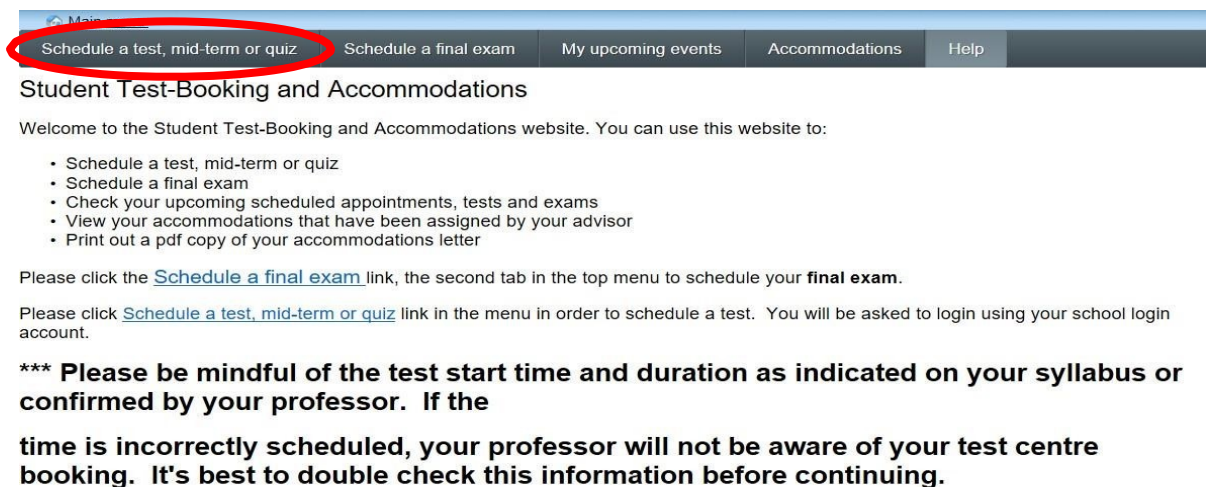 Main
Schedule a test, mid-term or quiz Schedule a final exam My upcoming events Accommodations Help
Student Test-Booking and Accommodations
Welcome to the Student Test-Booking and Accommodations website. You can use this website to:
• Schedule a test, mid-term or quiz
• Schedule a final exam
• Check your upcoming scheduled appointments, tests and exams
• View your accommodations that have been assigned by your advisor
• Print out a pdf copy of your accommodations letter
Please click the Schedule a final exam link, the second tab in the top menu to schedule your final exam.
Please click Schedule a test, mid-term or quiz link in the menu in order to schedule a test. You will be asked to login using your school login
account.
*** Please be mindful of the test start time and duration as indicated on your syllabus or
confirmed by your professor. If the
time is incorrectly scheduled, your professor will not be aware of your test centre
booking. It's best to double check this information before continuing.